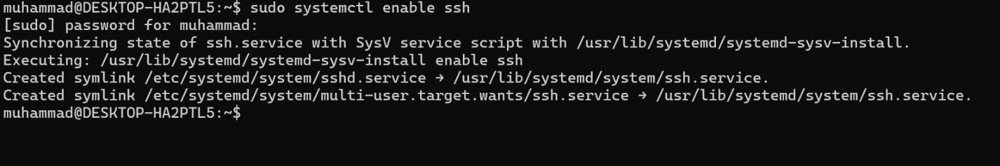 muhammad@DESKTOP-HA2PTL5:~$ sudo systemctl enable ssh
[sudo] password for muhammad:
Synchronizing state of ssh.service with SysV service script with /usr/lib/systemd/systemd-sysv-install.
Executing: /usr/lib/systemd/systemd-sysv-install enable ssh
Created symlink /etc/systemd/system/sshd.service → /usr/lib/systemd/system/ssh.service.
Created symlink /etc/systemd/system/multi-user.target.wants/ssh.service → /usr/lib/systemd/system/ssh.service.
muhammad@DESKTOP-HA2PTL5:~$